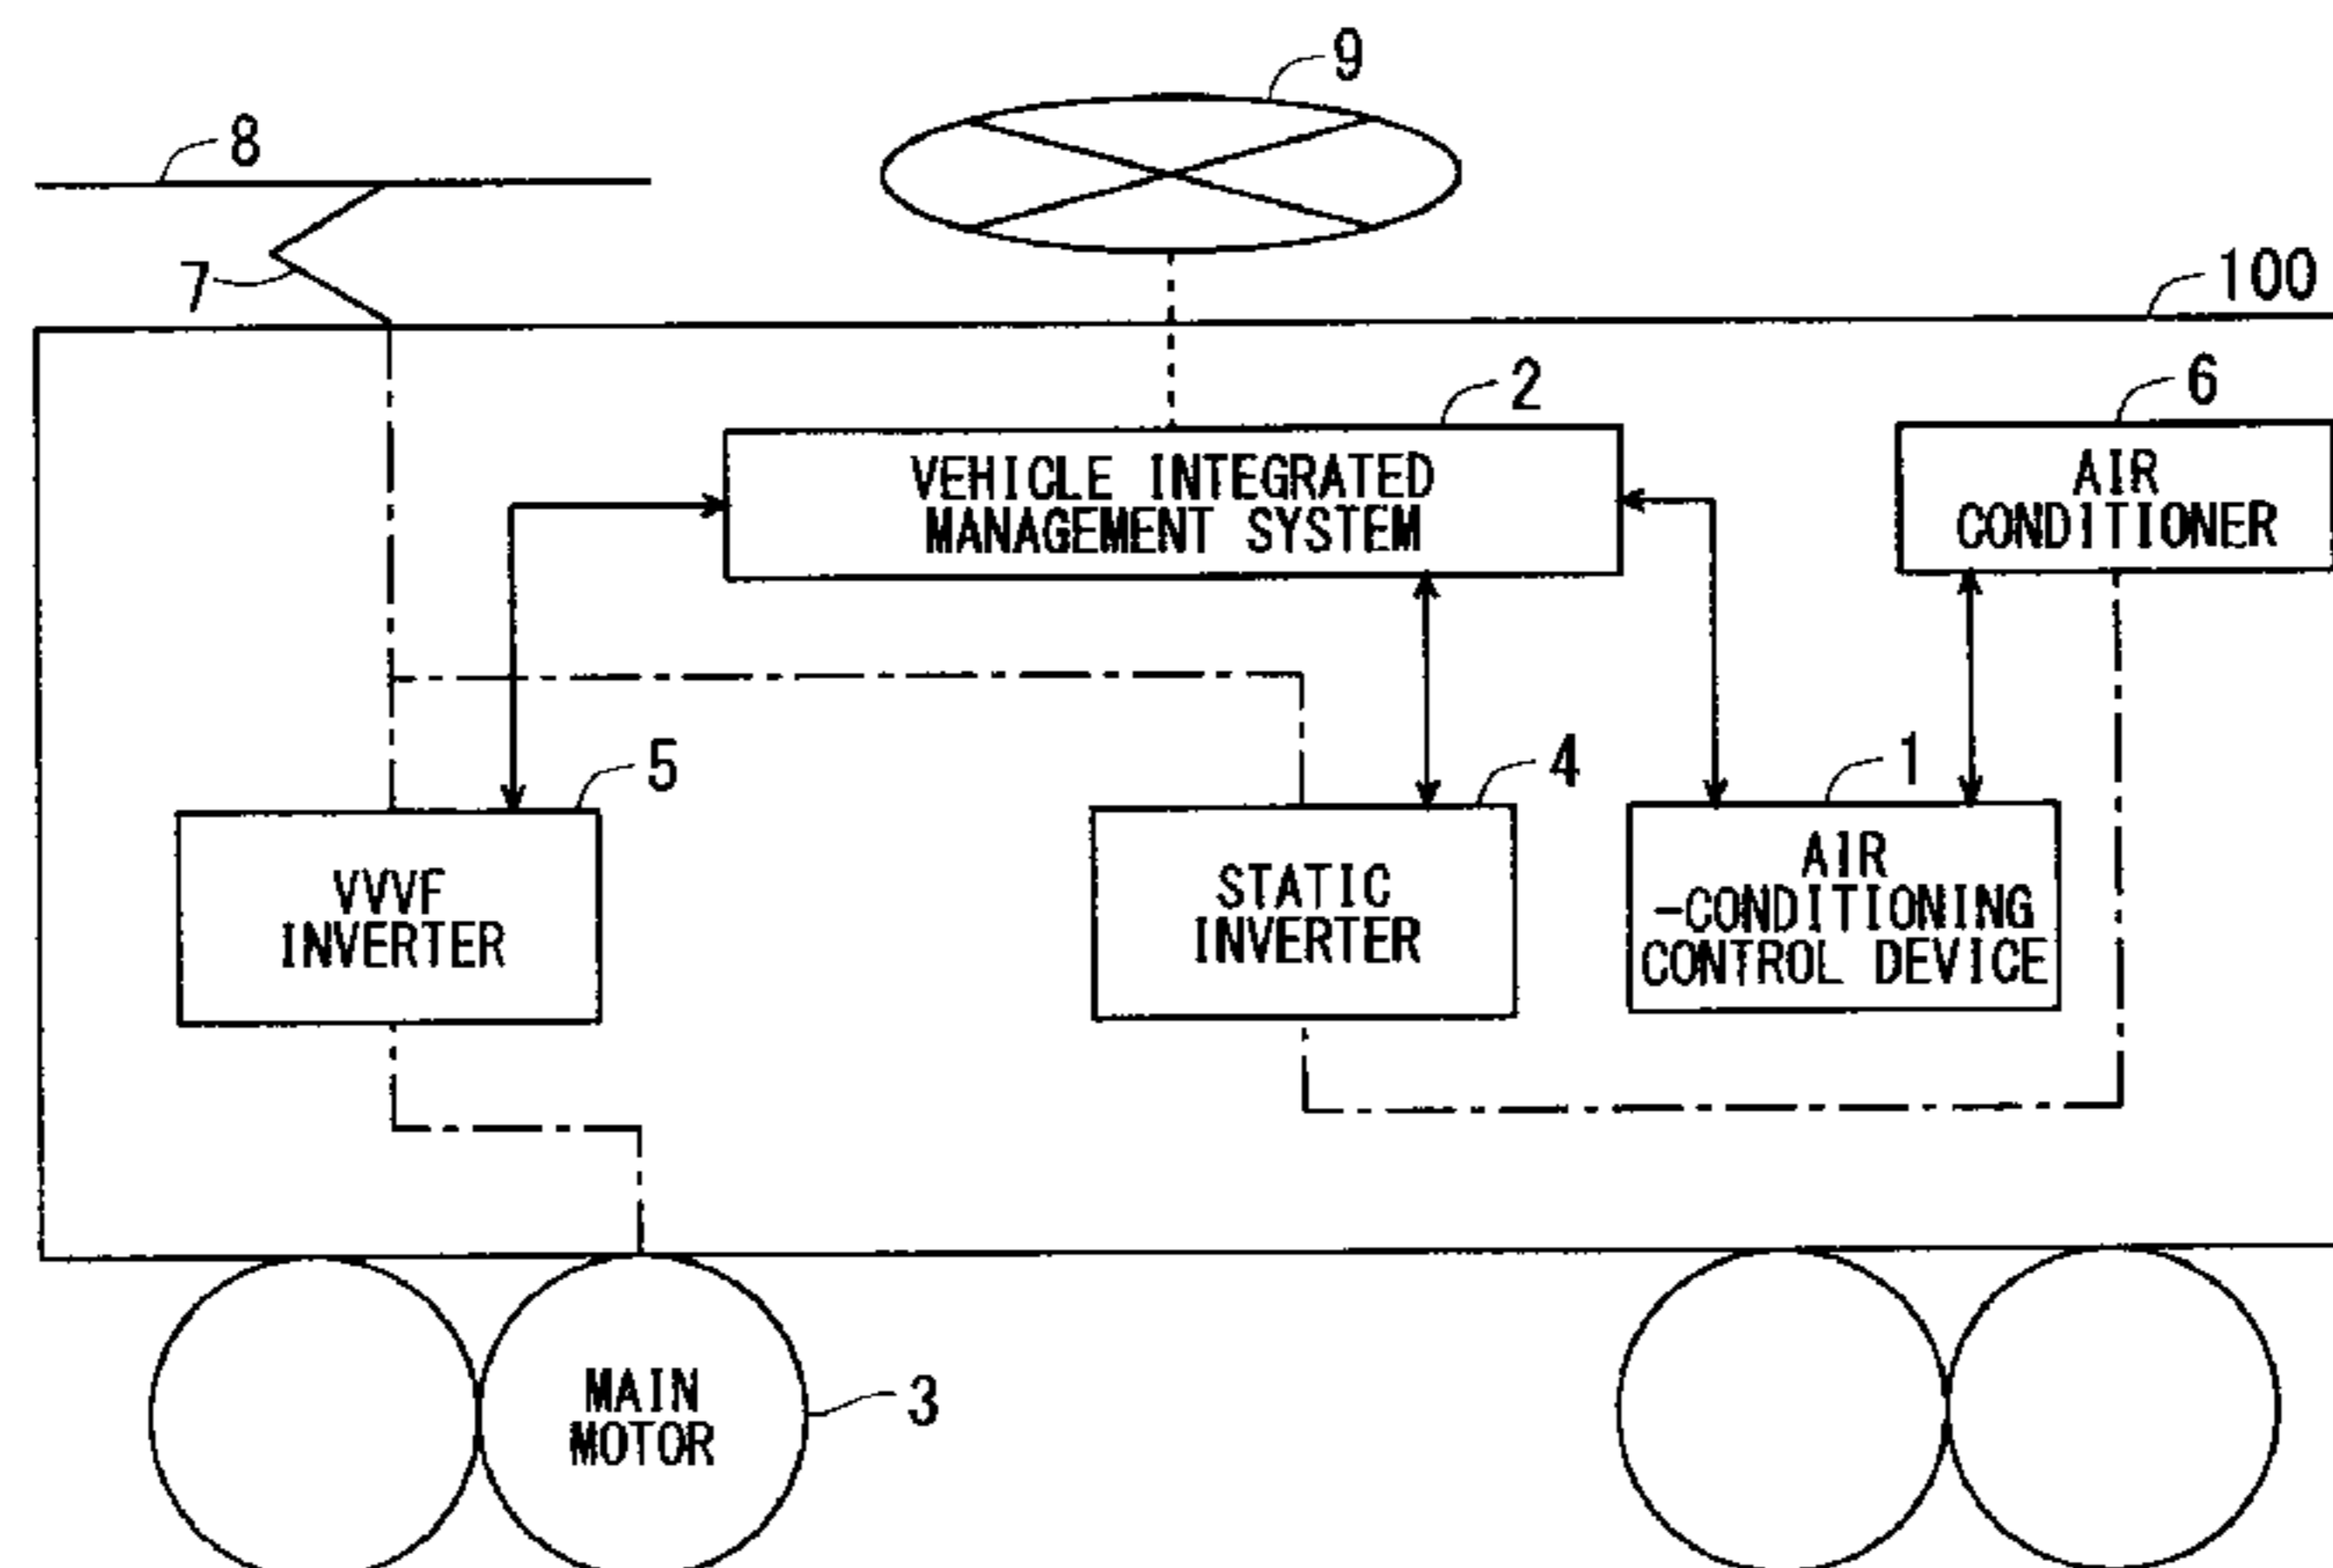 9
8
7
100
2
6
VEHICLE INTEGRATED
MANAGEMENT SYSTEM
AIR
CONDITIONER
5
4
1
VVVF
INVERTER
STATIC
INVERTER
AIR
-CONDITIONING
CONTROL DEVICE
MAIN
MOTOR
3